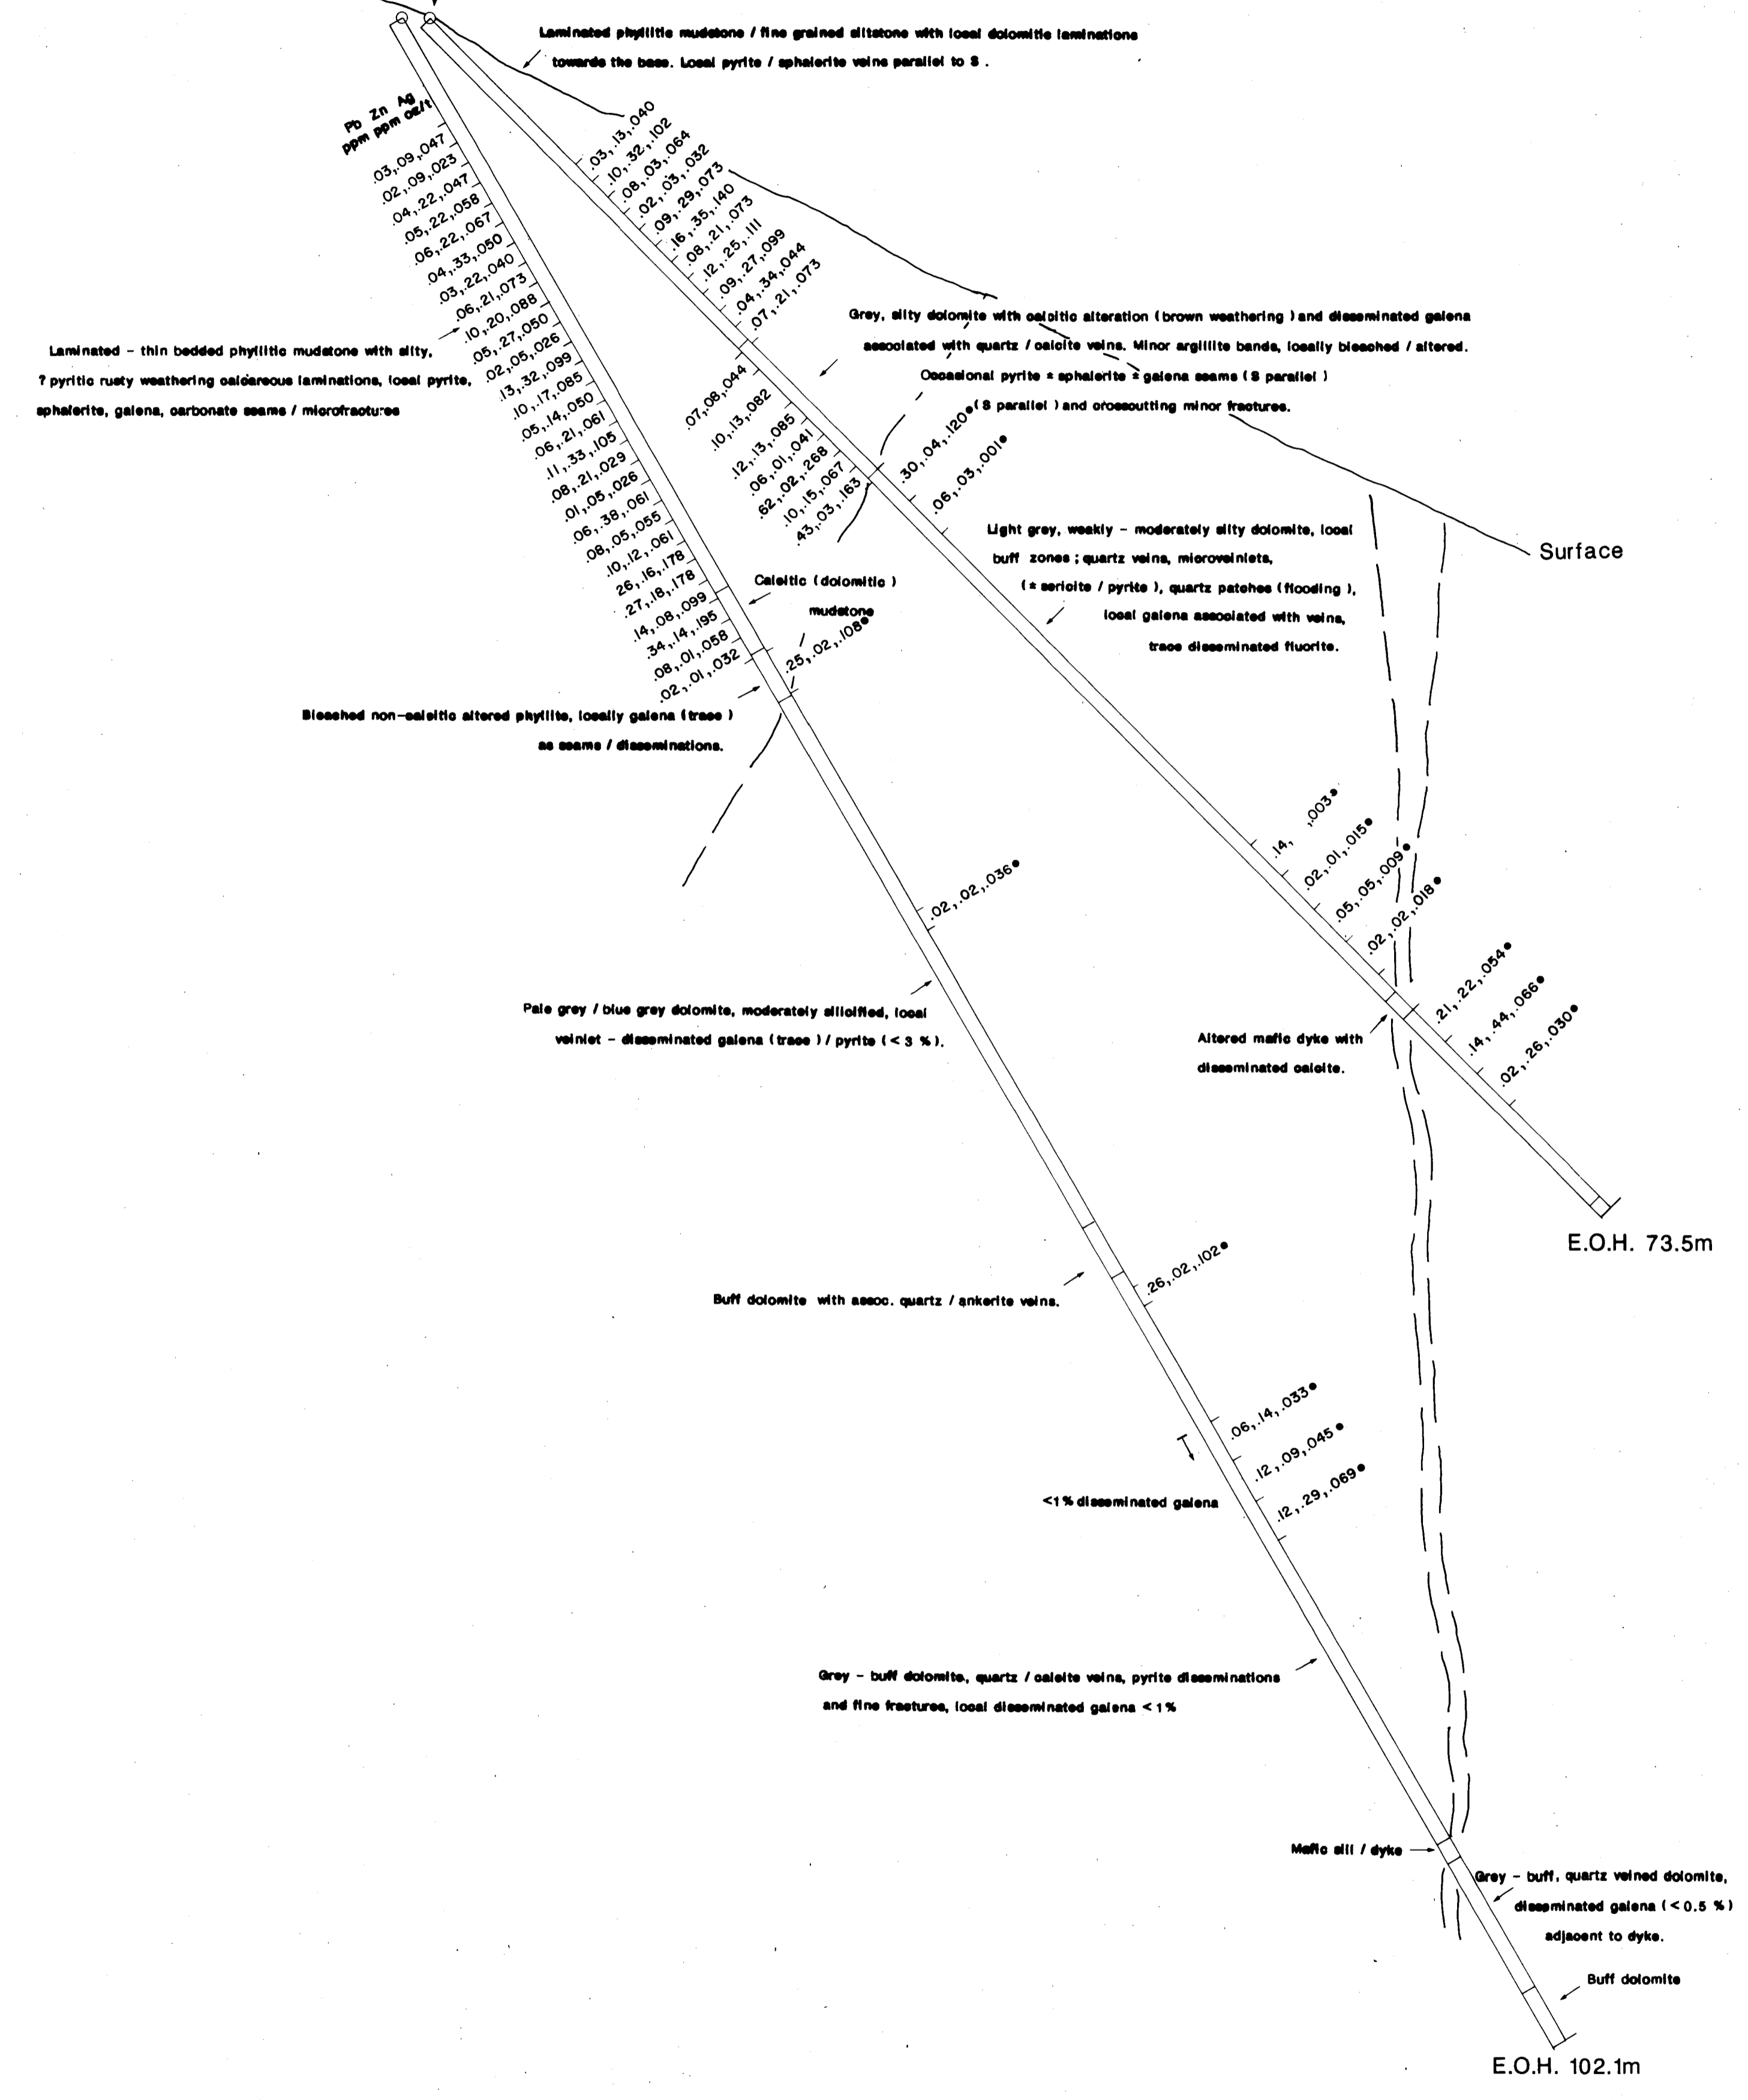 Laminated phyllitic mudstone / fine grained siltstone with local dolomitic laminations
towards the base. Local pyrite / sphalerite veins parallel to S .
Pb Zn Ag
ppm ppm oz/t
.03,.09,.047
.02,.09,.023
.04,.22,.047
.05,.22,.058
.06,.22,.067
.04,.33,.050
.03,.22,.040
.06,.21,.073
.10,.20,.088
.05,.27,.050
.02,.05,.026
.13,.32,.099
.10,.17,.085
.05,.14,.050
.06,.21,.061
.11,.33,.105
.08,.21,.029
.01,.05,.026
.06,.38,.061
.08,.05,.055
.10,.12,.061
26,.16,.178
.27,.18,.178
.14,.08,.099
.34,.14,.195
.08,.01,.058
.02,.01,.032
.03,.13,.040
.10,.32,.102
.08,.03,.064
.02,.03,.032
.09,.29,.073
.16,.35,.140
.08,.21,.073
.12,.25,.111
.09,.27,.099
.04,.34,.044
.07,.21,.073
Laminated – thin bedded phyllitic mudstone with silty,
? pyritic rusty weathering calcareous laminations, local pyrite,
sphalerite, galena, carbonate seams / microfractures
Grey, silty dolomite with calcitic alteration (brown weathering ) and disseminated galena
associated with quartz / calcite veins. Minor argillite bands, locally bleached / altered.
Occasional pyrite ± sphalerite ± galena seams (S parallel )
(S parallel ) and crosscutting minor fractures.
.07,.08,.044
.10,.13,.082
.12,.13,.085
.06,.01,.041
.62,.02,.268
.10,.15,.067
.43,.03,.163
.30,.04,.120●
.06,.03,.001●
Surface
Light grey, weakly – moderately silty dolomite, local
buff zones ; quartz veins, microveinlets,
(± sericite / pyrite ), quartz patches (flooding ),
local galena associated with veins,
trace disseminated fluorite.
Calcitic (dolomitic )
mudstone
.25,.02,.108●
Bleached non-calcitic altered phyllite, locally galena (trace )
as seams / disseminations.
.14, ,.003●
.02,.01,.015●
.05,.05,.009●
.02,.02,.018●
.02,.02,.036●
.21,.22,.054●
.14,.44,.066●
.02,.26,.030●
Pale grey / blue grey dolomite, moderately silicified, local
veinlet – disseminated galena (trace ) / pyrite (< 3 %).
Altered mafic dyke with
disseminated calcite.
E.O.H. 73.5m
.26,.02,.102●
Buff dolomite with assoc. quartz / ankerite veins.
.06,.14,.033●
.12,.09,.045●
.12,.29,.069●
<1% disseminated galena
Grey – buff dolomite, quartz / calcite veins, pyrite disseminations
and fine fractures, local disseminated galena < 1%
Mafic sill / dyke
Grey – buff, quartz veined dolomite,
disseminated galena (< 0.5 %)
adjacent to dyke.
Buff dolomite
E.O.H. 102.1m